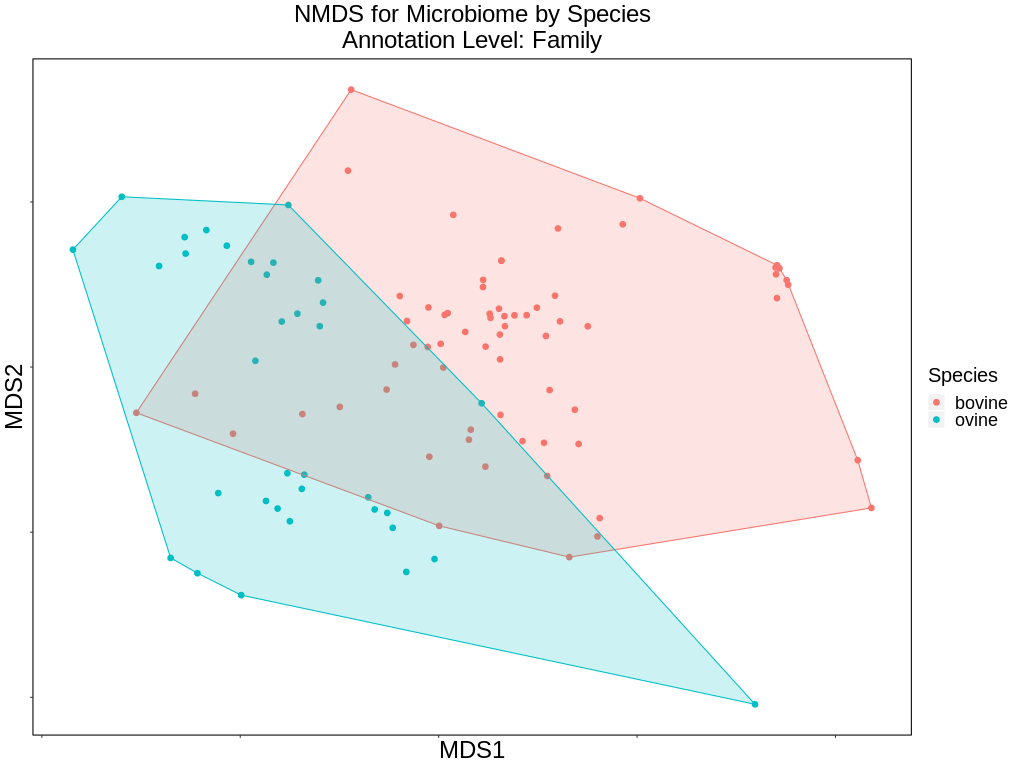 NMDS for Microbiome by Species
Annotation Level: Family
MDS2
MDS1
Species
bovine
ovine